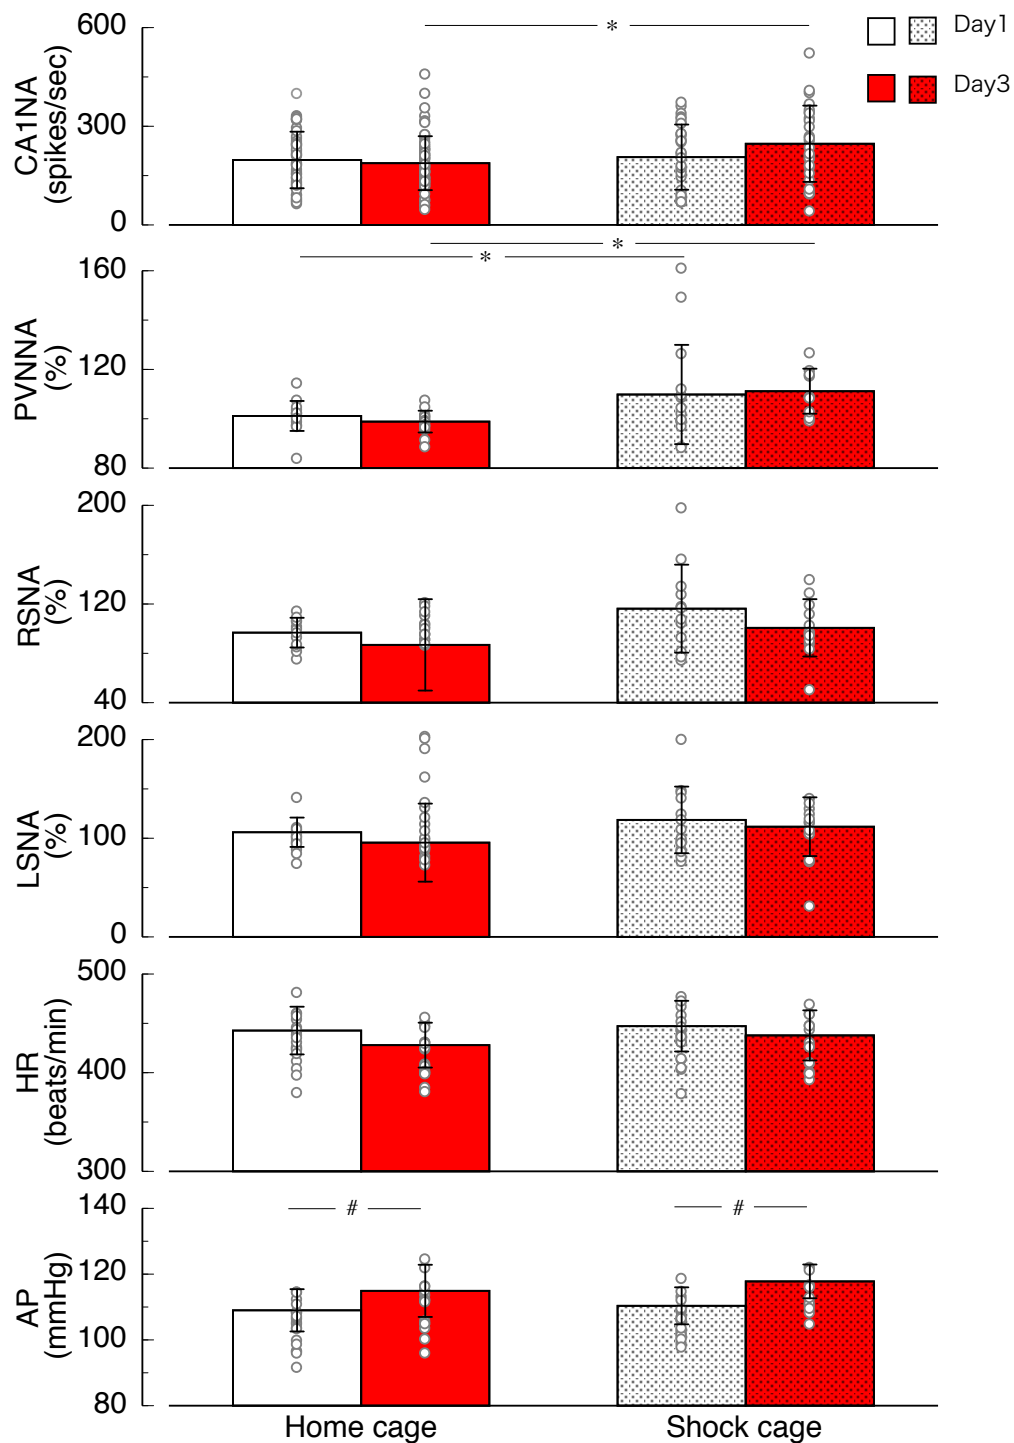 Day1
Day3
*
CA1NA
(spikes/sec)
600
300
0
*
*
PVNNA
(%)
160
120
80
RSNA
(%)
200
120
40
LSNA
(%)
200
100
0
HR
(beats/min)
500
400
300
# #
AP
(mmHg)
140
120
100
80
Home cage Shock cage